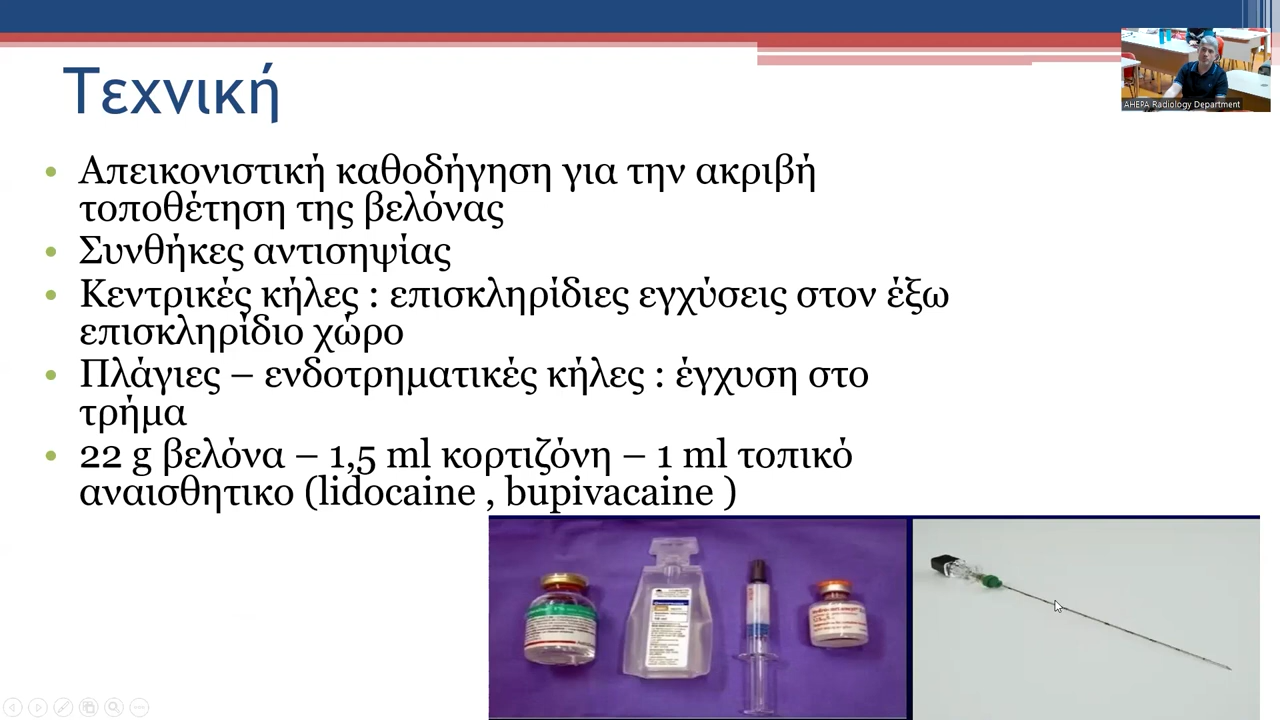 Τεχνική
AHEPA Radiology Department
• Απεικονιστική καθοδήγηση για την ακριβή
τοποθέτηση της βελόνας
• Συνθήκες αντισηψίας
• Κεντρικές κήλες : επισκληρίδιες εγχύσεις στον έξω
επισκληρίδιο χώρο
• Πλάγιες – ενδοτρηματικές κήλες : έγχυση στο
τρήμα
• 22 g βελόνα – 1,5 ml κορτιζόνη – 1 ml τοπικό
αναισθητικο (lidocaine , bupivacaine )